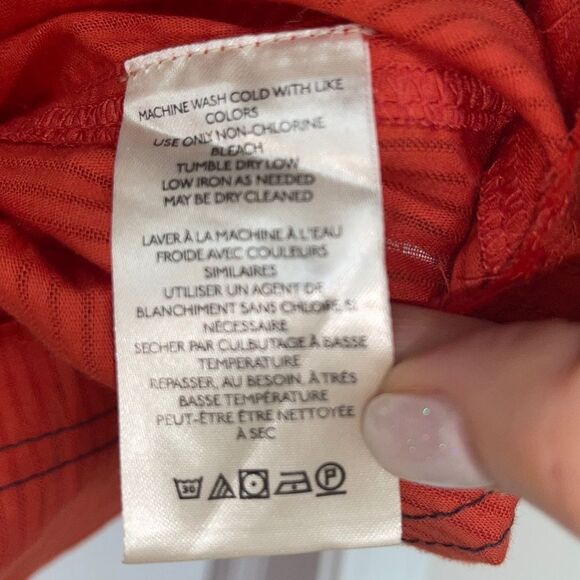 MACHINE WASH COLD WITH LIKE
COLORS
USE ONLY NON-CHLORINE
BLEACH
TUMBLE DRY LOW
LOW IRON AS NEEDED
MAY BE DRY CLEANED
LAVER À LA MACHINE À L'EAU
FROIDE AVEC COULEURS
SIMILAIRES
UTILISER UN AGENT DE
BLANCHIMENT SANS CHLORE SI
NÉCESSAIRE
SECHER PAR CULBUTAGE À BASSE
TEMPERATURE
REPASSER, AU BESOIN, À TRÈS
BASSE TEMPÉRATURE
PEUT-ÊTRE ÊTRE NETTOYÉE
À SEC
30 P